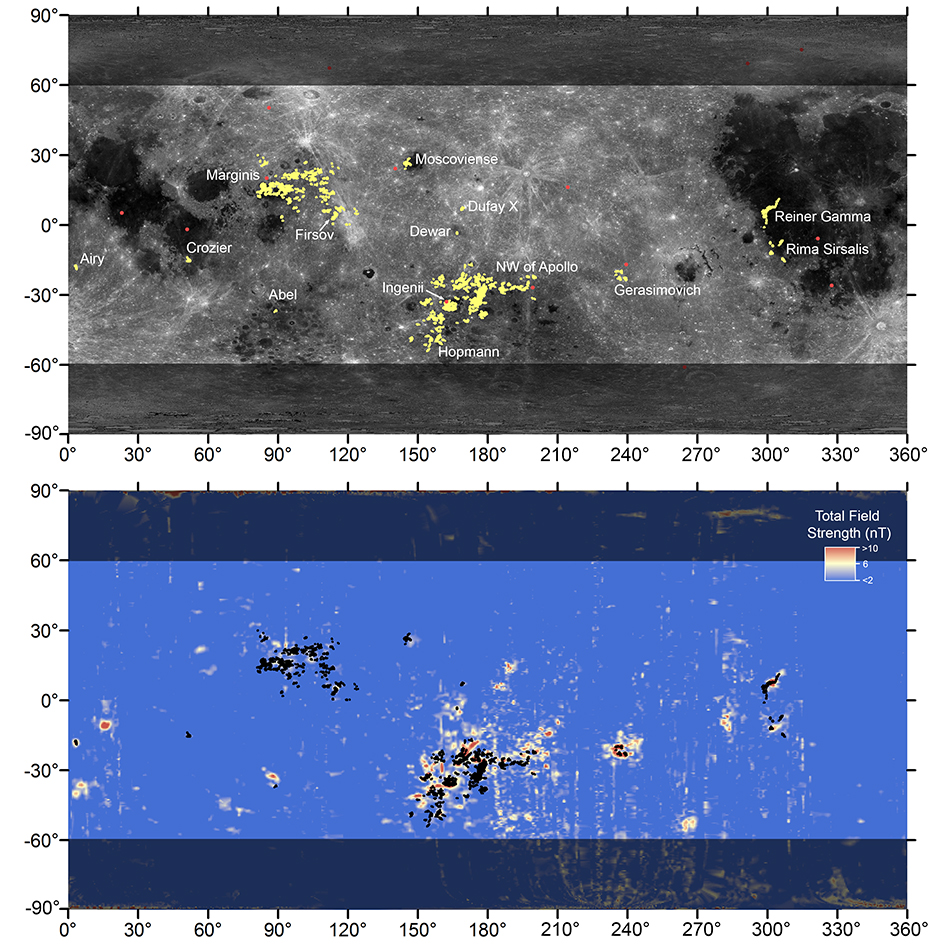 90°
60°
30°
0°
-30°
-60°
-90°
Moscoviense
Marginis
Dufay X
Reiner Gamma
Firsov
Dewar
Crozier
Rima Sirsalis
Airy
NW of Apollo
Ingenii
Gerasimovich
Abel
Hopmann
0° 30° 60° 90° 120° 150° 180° 210° 240° 270° 300° 360°
90°
60°
30°
0°
-30°
-60°
-90°
Total Field
Strength (nT)
>10
6
<2
0° 30° 60° 90° 120° 150° 180° 210° 240° 270° 300° 360°